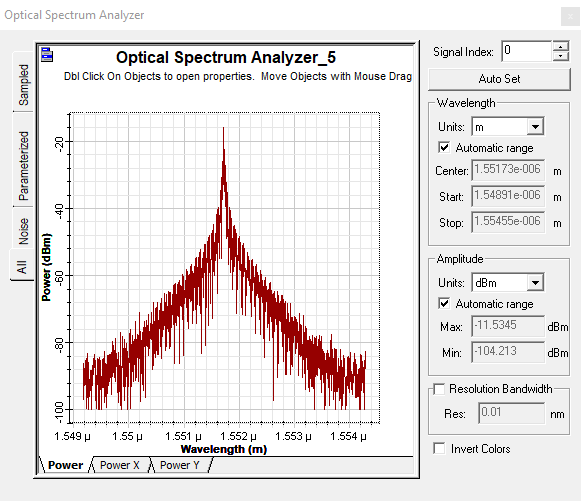 Optical Spectrum Analyzer
x
Optical Spectrum Analyzer_5
Dbl Click On Objects to open properties. Move Objects with Mouse Drag
Sampled
Parameterized
Noise
All
Power (dBm)
-20
-40
-60
-80
-100
1.549 µ 1.55 µ 1.551 µ 1.552 µ 1.553 µ 1.554 µ
Wavelength (m)
Power Power X Power Y
Signal Index: 0
Auto Set
Wavelength
Units: m
Automatic range
Center: 1.55173e-006 m
Start: 1.54891e-006 m
Stop: 1.55455e-006 m
Amplitude
Units: dBm
Automatic range
Max: -11.5345 dBm
Min: -104.213 dBm
Resolution Bandwidth
Res: 0.01 nm
Invert Colors